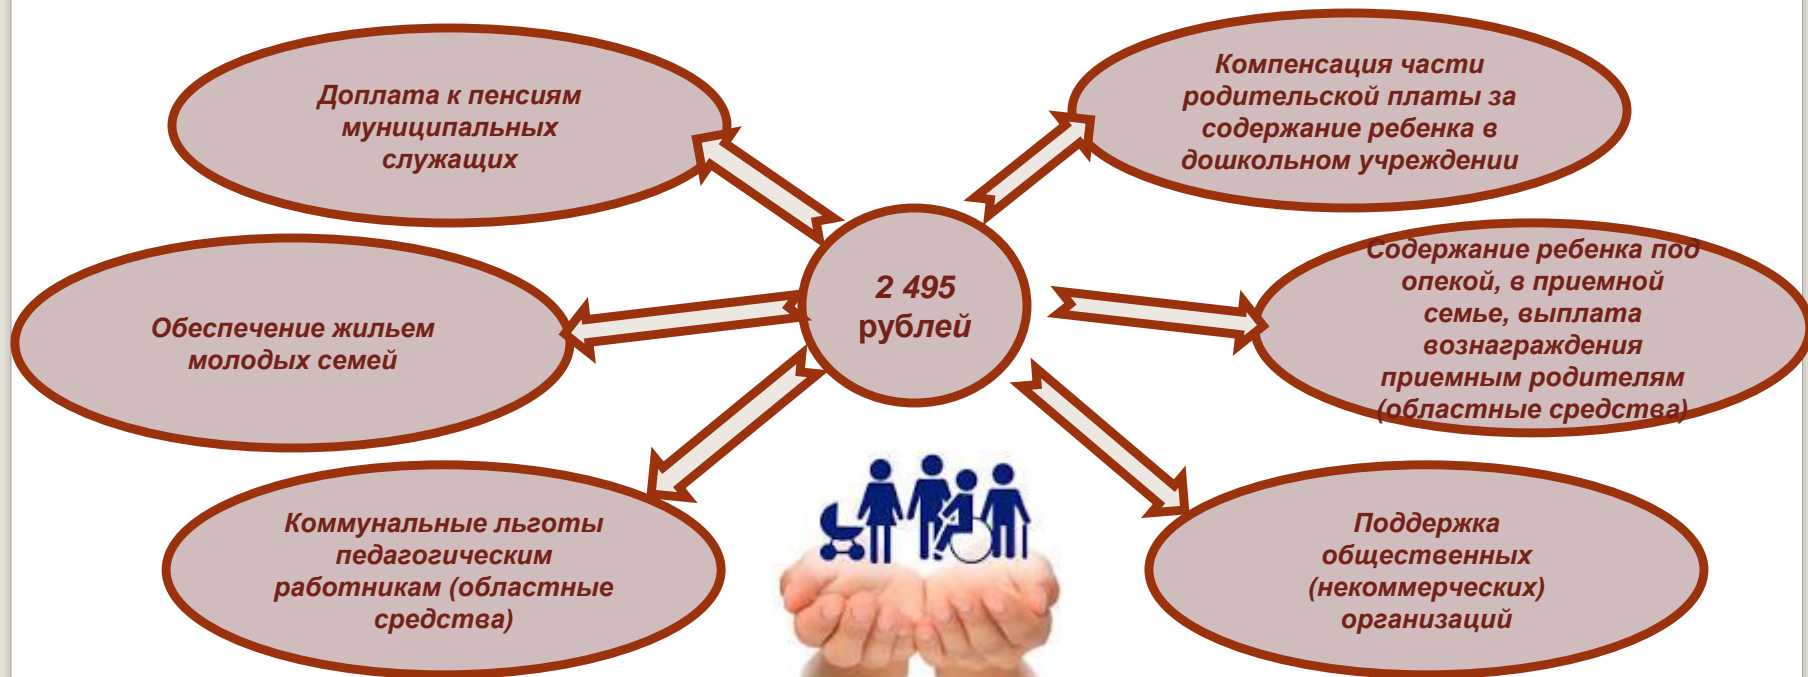 Доплата к пенсиям
муниципальных
служащих
Компенсация части
родительской платы за
содержание ребенка в
дошкольном учреждении
Обеспечение жильем
молодых семей
2 495
рублей
Содержание ребенка под
опекой, в приемной
семье, выплата
вознаграждения
приемным родителям
(областные средства)
Коммунальные льготы
педагогическим
работникам (областные
средства)
Поддержка
общественных
(некоммерческих)
организаций